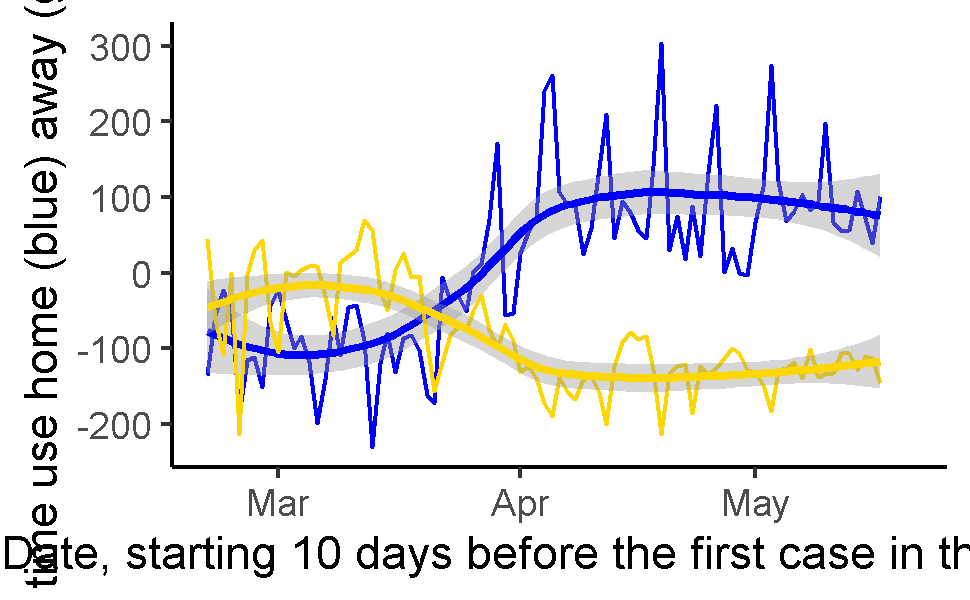 time use home (blue) away (
300
200
100
0
-100
-200
Mar Apr May
Date, starting 10 days before the first case in th